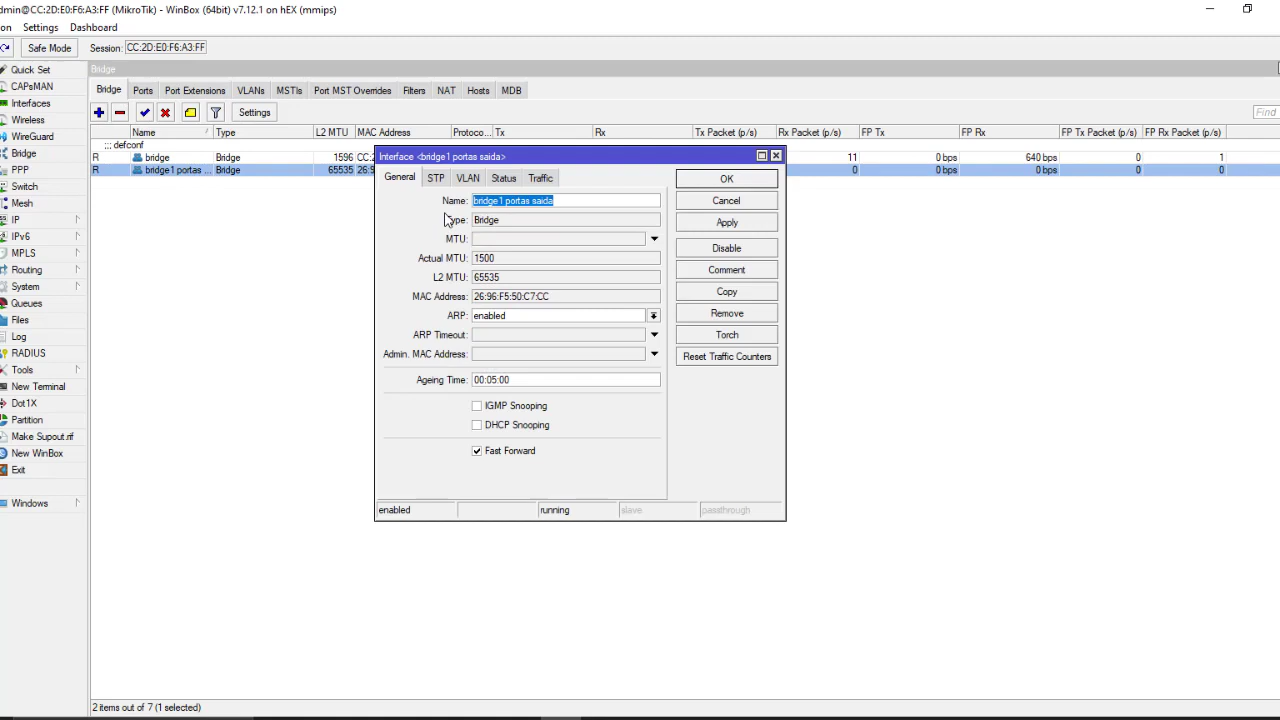 dmin@CC:2D:E0:F6:A3:FF (MikroTik) - WinBox (64bit) v7.12.1 on hEX (mmips)
on Settings Dashboard
Safe Mode Session: CC:2D:E0:F6:A3:FF
Quick Set
CAPsMAN
Interfaces
Wireless
WireGuard
Bridge
PPP
Switch
Mesh
IP
IPv6
MPLS
Routing
System
Queues
Files
Log
RADIUS
Tools
New Terminal
Dot1X
Partition
Make Supout.rif
New WinBox
Exit
Windows
Bridge
Bridge Ports Port Extensions VLANs MSTIs Port MST Overrides Filters NAT Hosts MDB
Settings Find
Name / Type L2 MTU MAC Address Protoco... Tx Rx Tx Packet (p/s) Rx Packet (p/s) FP Tx FP Rx FP Tx Packet (p/s) FP Rx Packet (p/s)
;;; defconf
R bridge Bridge 1596 CC:2 11 0 bps 640 bps 0 1
R bridge1 portas ... Bridge 65535 26:9 0 0 bps 0 bps 0 0
Interface <bridge1 portas saida>
General STP VLAN Status Traffic
Name: bridge1 portas saida
Type: Bridge
MTU:
Actual MTU: 1500
L2 MTU: 65535
MAC Address: 26:96:F5:50:C7:CC
ARP: enabled
ARP Timeout:
Admin. MAC Address:
Ageing Time: 00:05:00
IGMP Snooping
DHCP Snooping
Fast Forward
OK
Cancel
Apply
Disable
Comment
Copy
Remove
Torch
Reset Traffic Counters
enabled running slave passthrough
2 items out of 7 (1 selected)